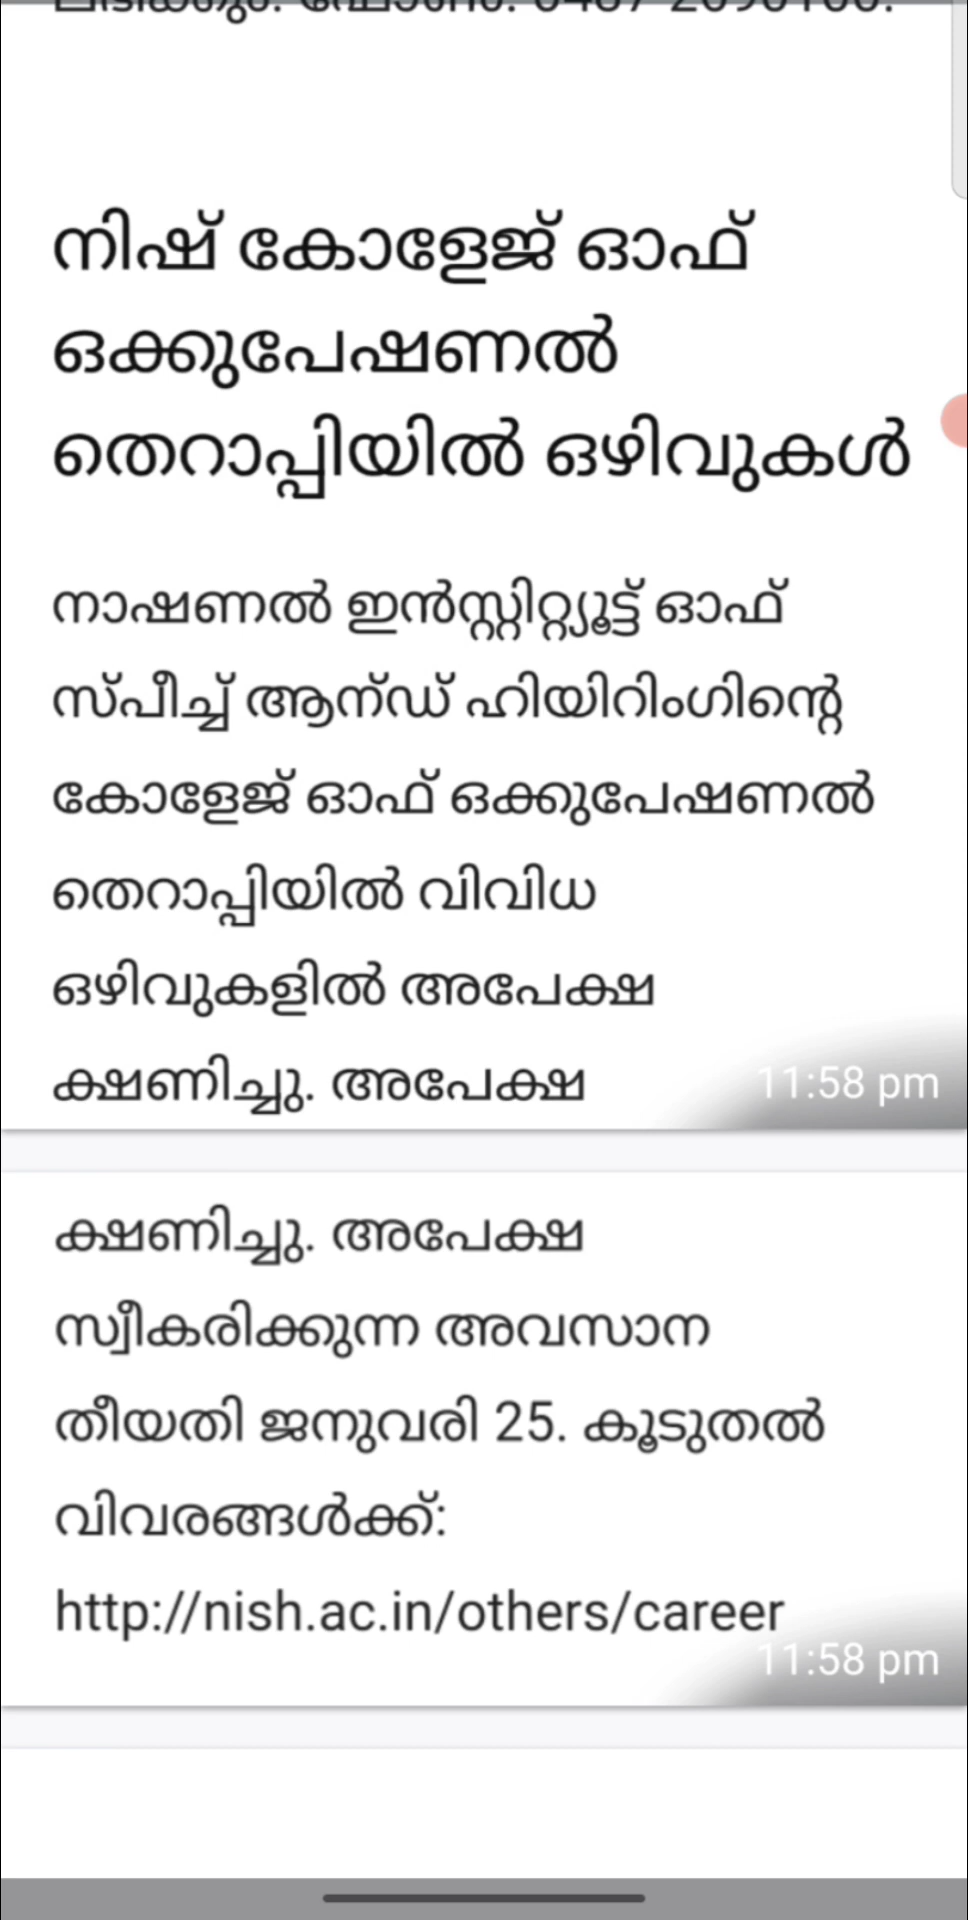 നിഷ് കോളേജ് ഓഫ്
ഒക്കുപേഷണൽ
തെറാപ്പിയിൽ ഒഴിവുകൾ
നാഷണൽ ഇൻസ്റ്റിറ്റ്യൂട്ട് ഓഫ്
സ്പീച്ച് ആന്ഡ് ഹിയിറിംഗിന്റെ
കോളേജ് ഓഫ് ഒക്കുപേഷണൽ
തെറാപ്പിയിൽ വിവിധ
ഒഴിവുകളിൽ അപേക്ഷ
ക്ഷണിച്ചു. അപേക്ഷ
11:58 pm
ക്ഷണിച്ചു. അപേക്ഷ
സ്വീകരിക്കുന്ന അവസാന
തീയതി ജനുവരി 25. കൂടുതൽ
വിവരങ്ങൾക്ക്:
http://nish.ac.in/others/career
11:58 pm